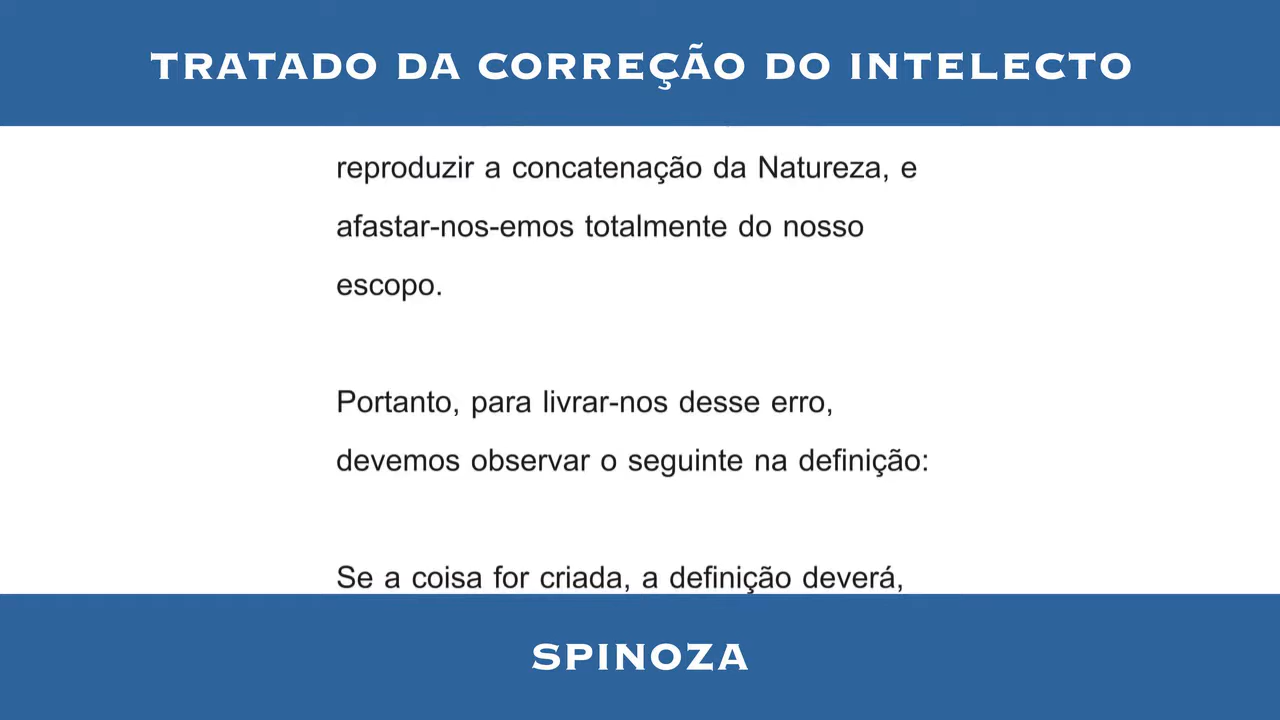 TRATADO DA CORREÇÃO DO INTELECTO
reproduzir a concatenação da Natureza, e
afastar-nos-emos totalmente do nosso
escopo.
Portanto, para livrar-nos desse erro,
devemos observar o seguinte na definição:
Se a coisa for criada, a definição deverá,
SPINOZA